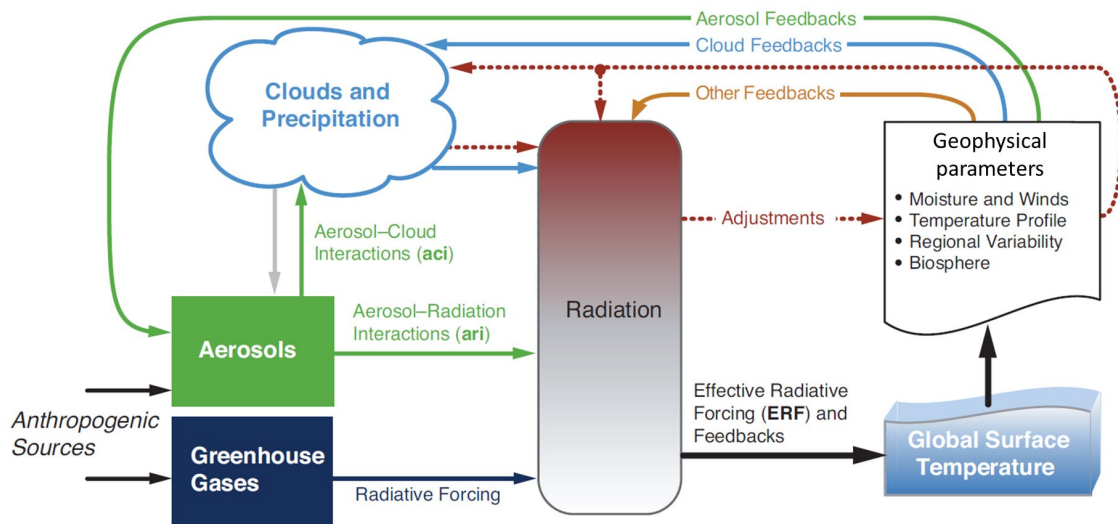 Aerosol Feedbacks
Cloud Feedbacks
Other Feedbacks
Clouds and
Precipitation
Geophysical
parameters
• Moisture and Winds
• Temperature Profile
• Regional Variability
• Biosphere
Adjustments
Aerosol–Cloud
Interactions (aci)
Aerosol–Radiation
Interactions (ari)
Radiation
Aerosols
Effective Radiative
Forcing (ERF) and
Feedbacks
Anthropogenic
Sources
Greenhouse
Gases
Radiative Forcing
Global Surface
Temperature